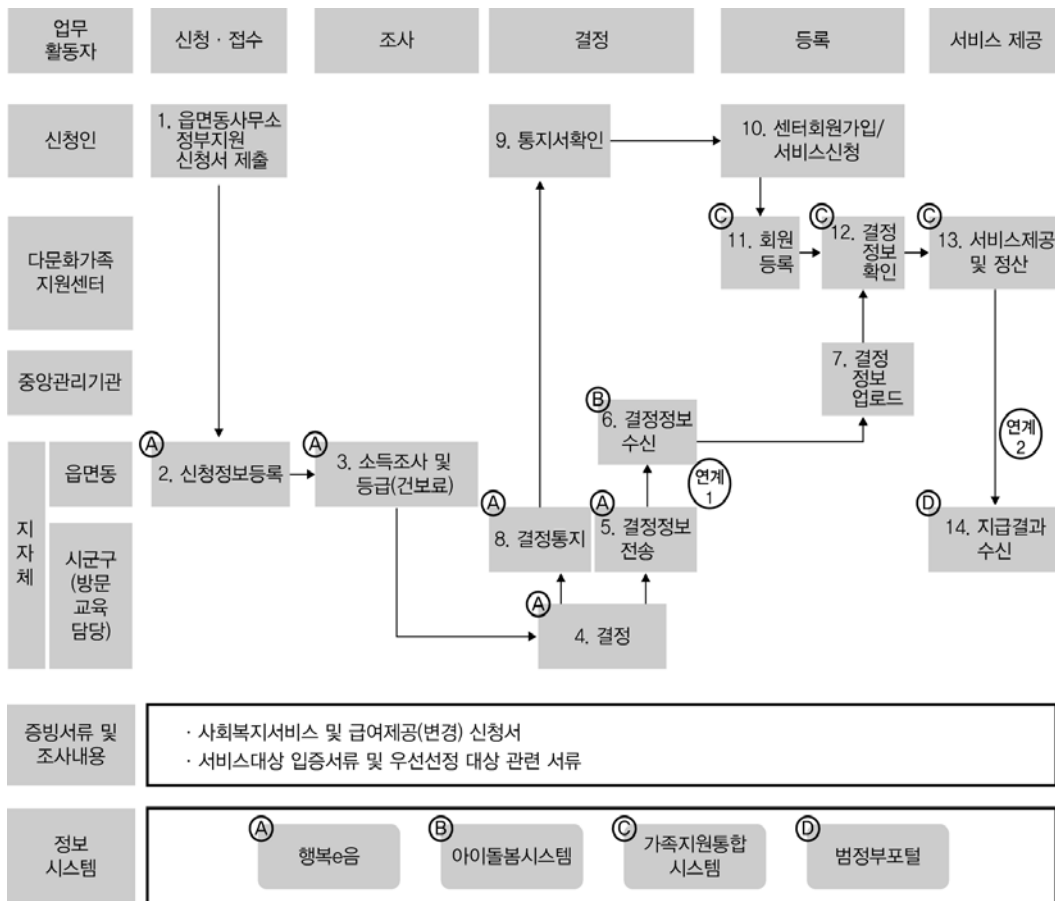 업무
활동자
신청 · 접수
조사
결정
등록
서비스 제공
신청인
1. 읍면동사무소
정부지원
신청서 제출
9. 통지서확인
10. 센터회원가입/
서비스신청
다문화가족
지원센터
C
11. 회원
등록
C
12. 결정
정보
확인
C
13. 서비스제공
및 정산
중앙관리기관
7. 결정
정보
업로드
지
자
체
읍면동
A
2. 신청정보등록
A
3. 소득조사 및
등급(건보료)
B
6. 결정정보
수신
연계
1
연계
2
시군구
(방문
교육
담당)
A
8. 결정통지
A
5. 결정정보
전송
D
14. 지급결과
수신
A
4. 결정
증빙서류 및
조사내용
· 사회복지서비스 및 급여제공(변경) 신청서
· 서비스대상 입증서류 및 우선선정 대상 관련 서류
정보
시스템
A
행복e음
B
아이돌봄시스템
C
가족지원통합
시스템
D
범정부포털